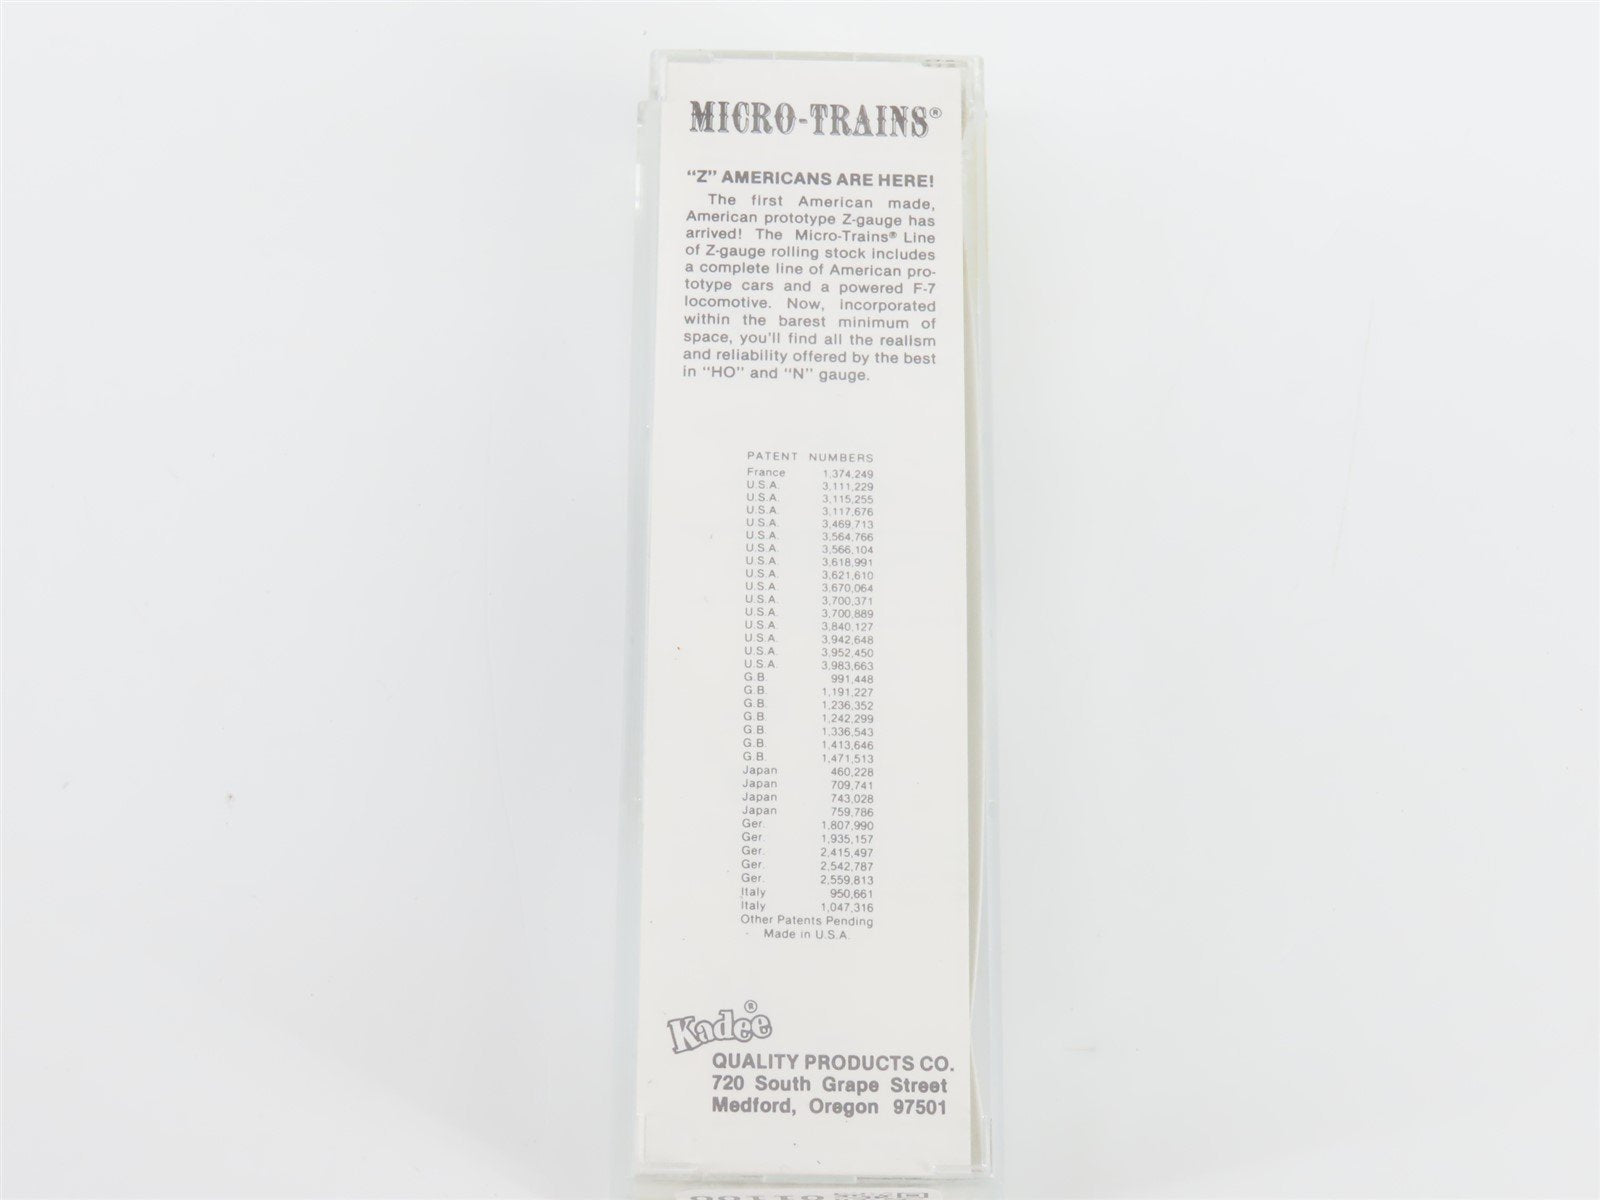 MICRO-TRAINS®
"Z" AMERICANS ARE HERE!
The first American made,
American prototype Z-gauge has
arrived! The Micro-Trains® Line
of Z-gauge rolling stock includes
a complete line of American pro-
totype cars and a powered F-7
locomotive. Now, incorporated
within the barest minimum of
space, you'll find all the realism
and reliability offered by the best
in "HO" and "N" gauge.
PATENT NUMBERS
France 1,374,249
U.S.A. 3,111,229
U.S.A. 3,115,255
U.S.A. 3,117,676
U.S.A. 3,469,713
U.S.A. 3,564,766
U.S.A. 3,566,104
U.S.A. 3,618,991
U.S.A. 3,621,610
U.S.A. 3,670,064
U.S.A. 3,700,371
U.S.A. 3,700,889
U.S.A. 3,840,127
U.S.A. 3,942,648
U.S.A. 3,952,450
U.S.A. 3,983,663
G.B. 991,448
G.B. 1,191,227
G.B. 1,236,352
G.B. 1,242,299
G.B. 1,336,543
G.B. 1,413,646
G.B. 1,471,513
Japan 460,228
Japan 709,741
Japan 743,028
Japan 759,786
Ger. 1,807,990
Ger. 1,935,157
Ger. 2,415,497
Ger. 2,542,787
Ger. 2,559,813
Italy 950,661
Italy 1,047,316
Other Patents Pending
Made in U.S.A.
Kadee®
QUALITY PRODUCTS CO.
720 South Grape Street
Medford, Oregon 97501